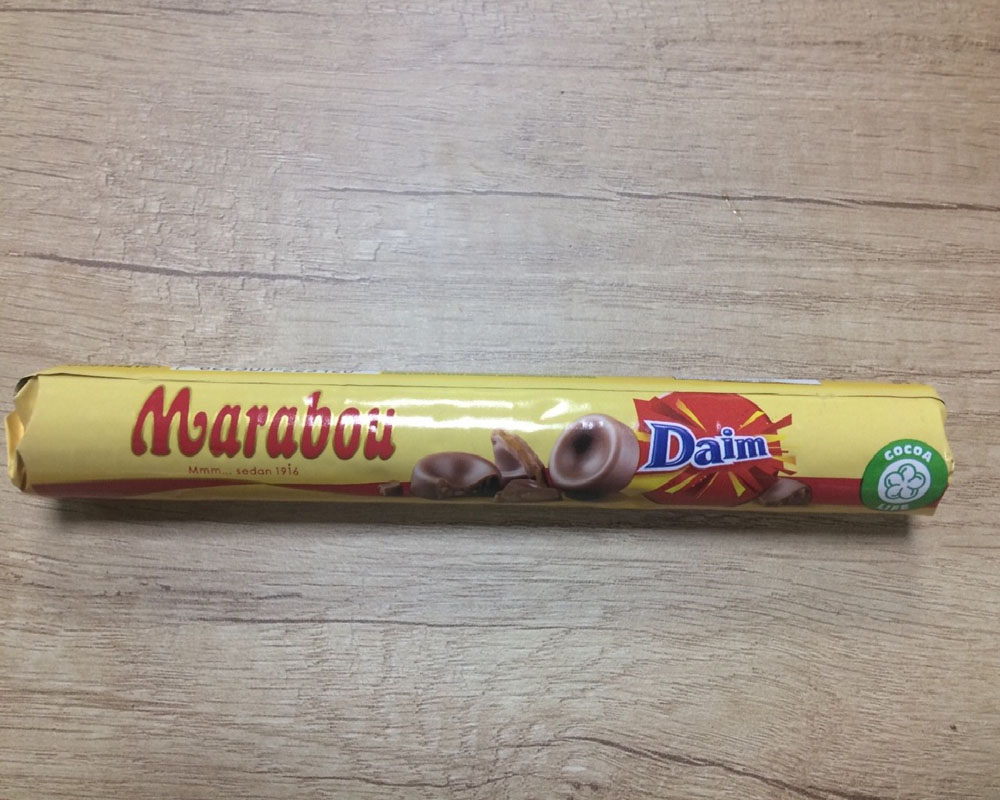 Marabou
Mmm... sedan 1916
Daim
COCOA
LIFE